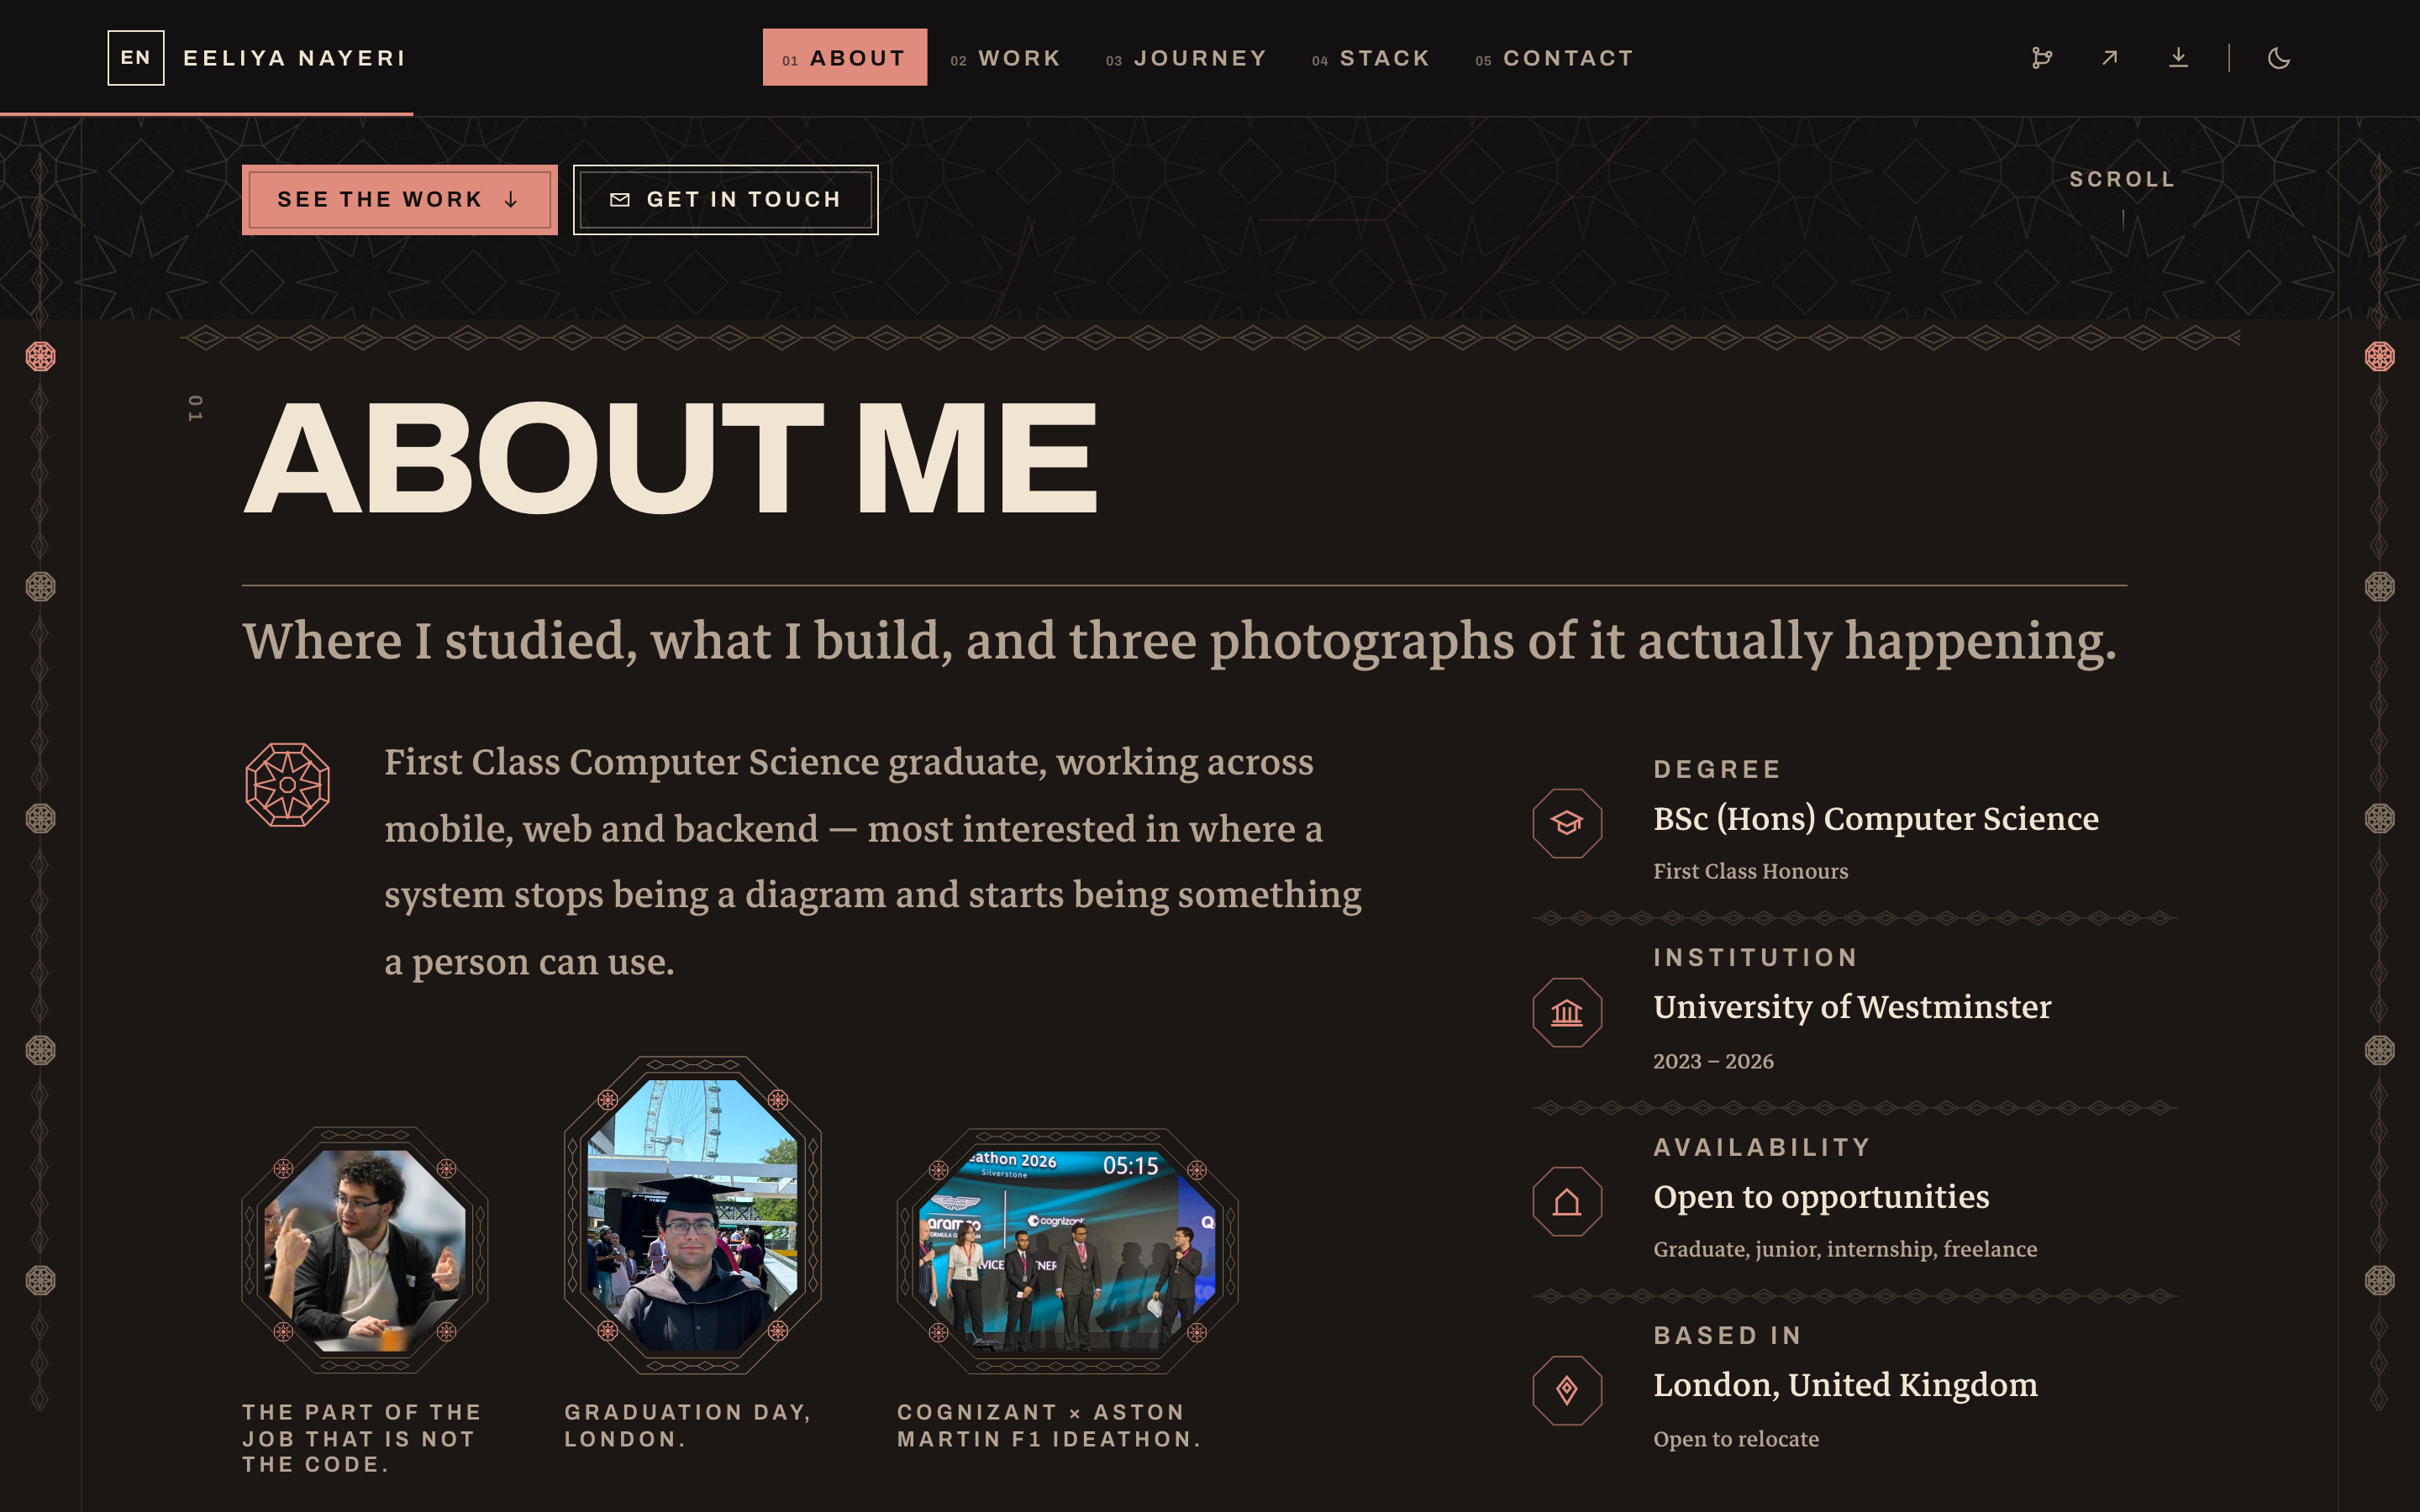 EN
EELIYA NAYERI
01 ABOUT
02 WORK
03 JOURNEY
04 STACK
05 CONTACT
SEE THE WORK
GET IN TOUCH
SCROLL
01
ABOUT ME
Where I studied, what I build, and three photographs of it actually happening.
First Class Computer Science graduate, working across
mobile, web and backend — most interested in where a
system stops being a diagram and starts being something
a person can use.
eathon 2026
Silverstone
05:15
aramco
cognizant
THE PART OF THE
JOB THAT IS NOT
THE CODE.
GRADUATION DAY,
LONDON.
COGNIZANT × ASTON
MARTIN F1 IDEATHON.
DEGREE
BSc (Hons) Computer Science
First Class Honours
INSTITUTION
University of Westminster
2023 – 2026
AVAILABILITY
Open to opportunities
Graduate, junior, internship, freelance
BASED IN
London, United Kingdom
Open to relocate